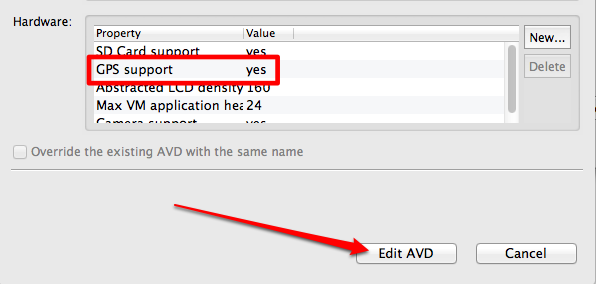 Hardware:
Property Value
SD Card support yes
New...
GPS support yes
Delete
Abstracted LCD density 160
Max VM application hea 24
Camera support yes
Override the existing AVD with the same name
Edit AVD Cancel